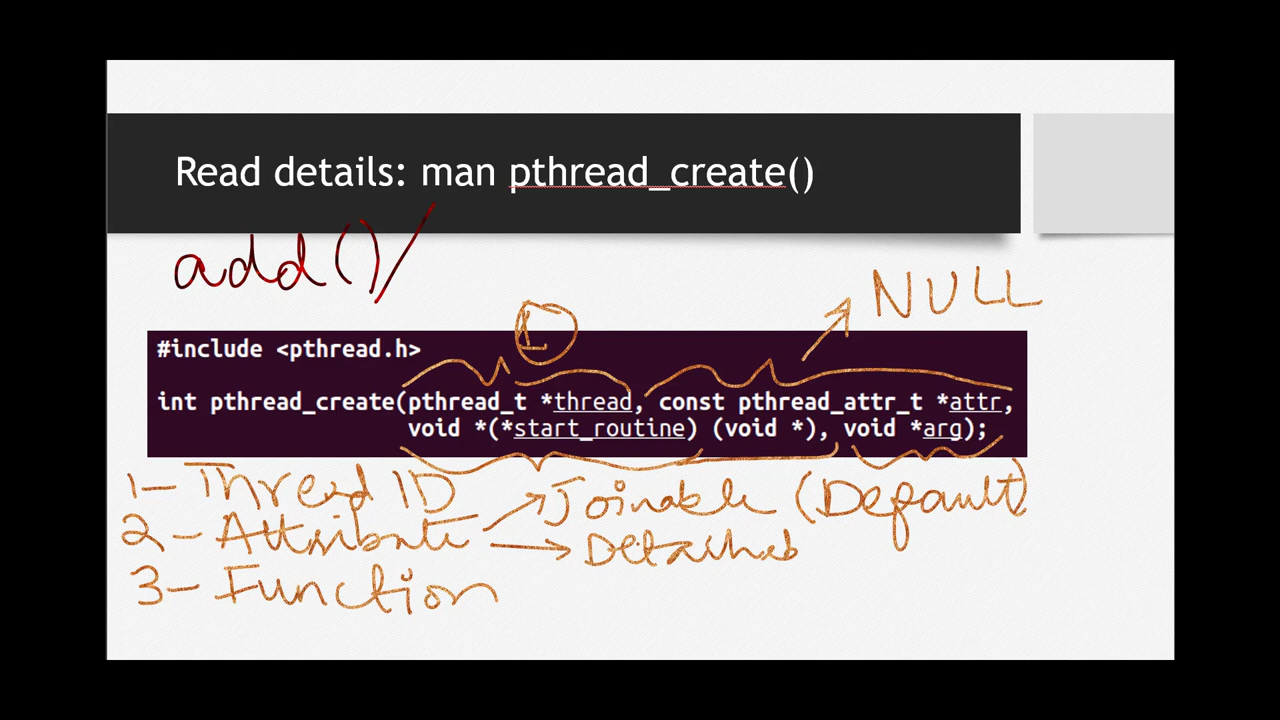 Read details: man pthread_create()
add()
NULL
1
#include <pthread.h>
int pthread_create(pthread_t *thread, const pthread_attr_t *attr,
void *(*start_routine) (void *), void *arg);
1- Thread ID
2- Attribute → Joinable (Default)
→ Detached
3- Function